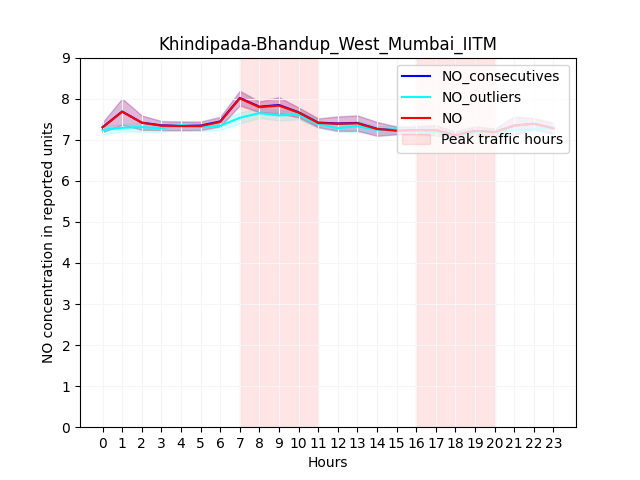 Khindipada-Bhandup_West_Mumbai_IITM
NO concentration in reported units
9
8
7
6
5
4
3
2
1
0
NO_consecutives
NO_outliers
NO
Peak traffic hours
0 1 2 3 4 5 6 7 8 9 10 11 12 13 14 15 16 17 18 19 20 21 22 23
Hours